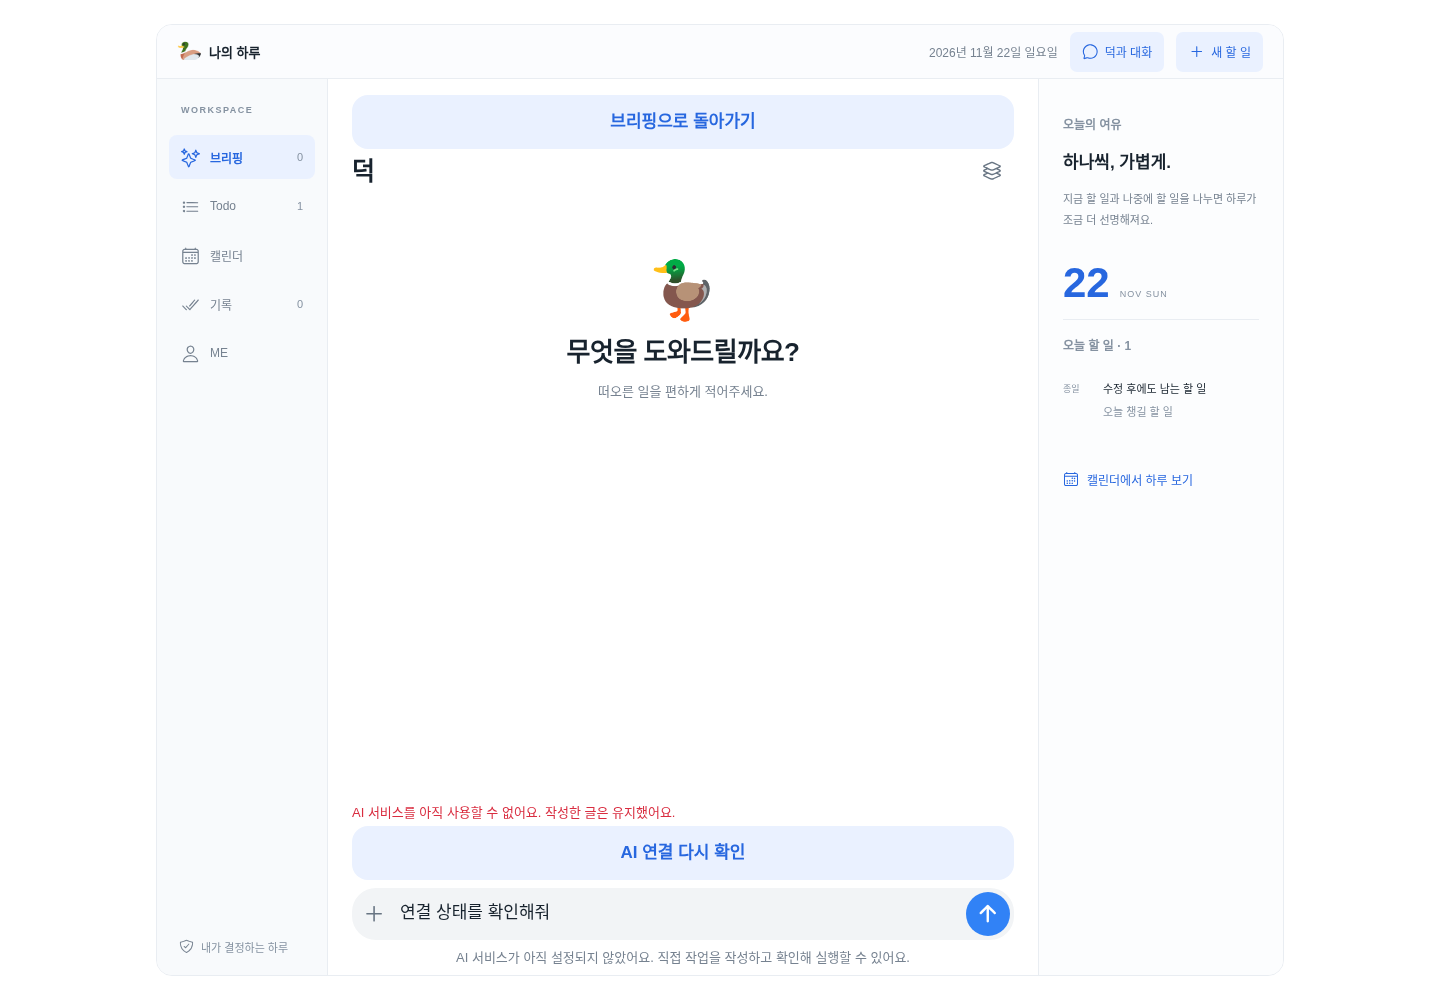 나의 하루
2026년 11월 22일 일요일
덕과 대화
새 할 일
WORKSPACE
브리핑 0
Todo 1
캘린더
기록 0
ME
내가 결정하는 하루
브리핑으로 돌아가기
덕
무엇을 도와드릴까요?
떠오른 일을 편하게 적어주세요.
AI 서비스를 아직 사용할 수 없어요. 작성한 글은 유지했어요.
AI 연결 다시 확인
연결 상태를 확인해줘
AI 서비스가 아직 설정되지 않았어요. 직접 작업을 작성하고 확인해 실행할 수 있어요.
오늘의 여유
하나씩, 가볍게.
지금 할 일과 나중에 할 일을 나누면 하루가
조금 더 선명해져요.
22 NOV SUN
오늘 할 일 · 1
종일 수정 후에도 남는 할 일
오늘 챙길 할 일
캘린더에서 하루 보기